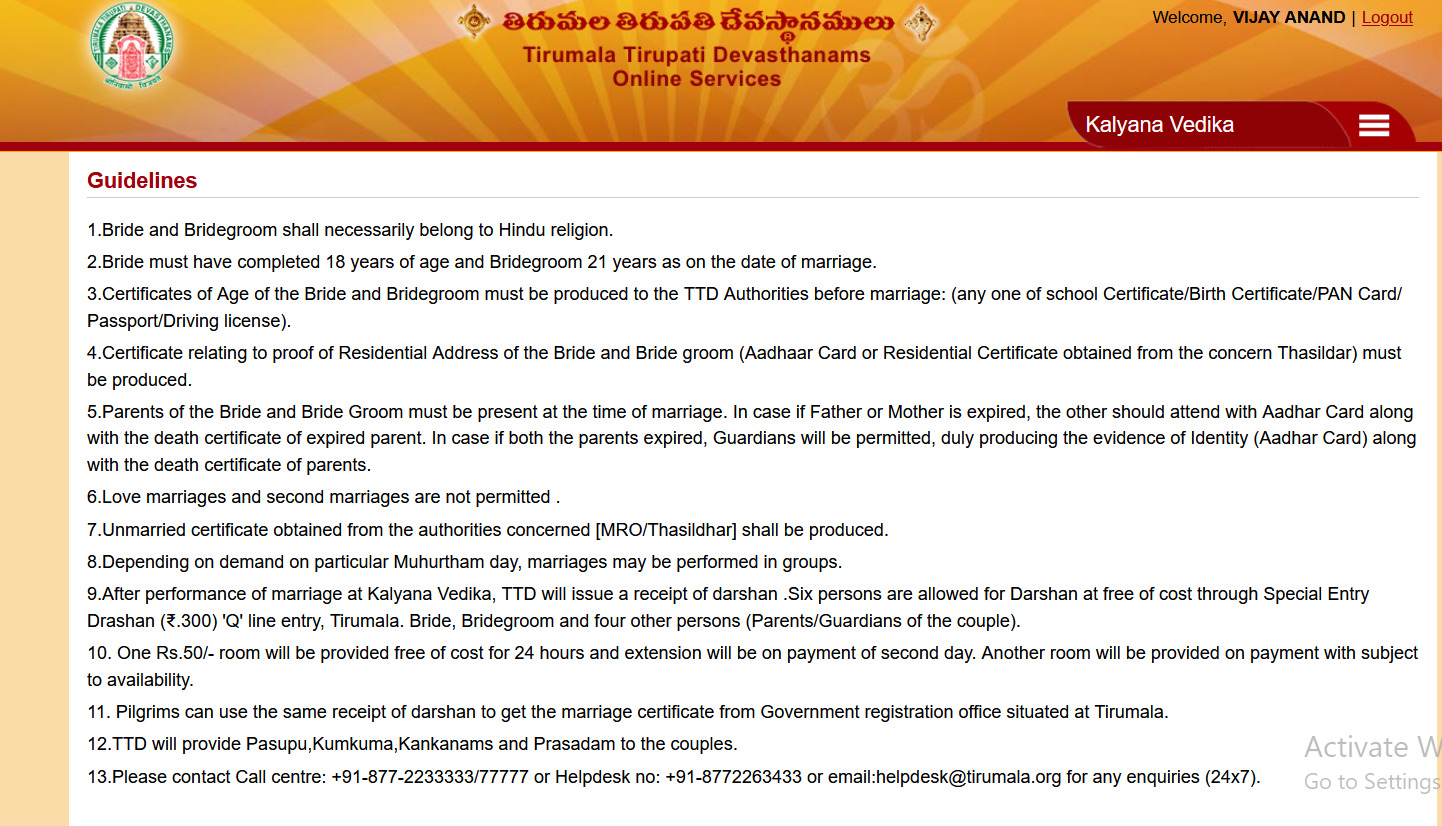 తిరుమల తిరుపతి దేవస్థానములు
Tirumala Tirupati Devasthanams
Online Services
Welcome, VIJAY ANAND | Logout
Kalyana Vedika
Guidelines
1.Bride and Bridegroom shall necessarily belong to Hindu religion.
2.Bride must have completed 18 years of age and Bridegroom 21 years as on the date of marriage.
3.Certificates of Age of the Bride and Bridegroom must be produced to the TTD Authorities before marriage: (any one of school Certificate/Birth Certificate/PAN Card/
Passport/Driving license).
4.Certificate relating to proof of Residential Address of the Bride and Bride groom (Aadhaar Card or Residential Certificate obtained from the concern Thasildar) must
be produced.
5.Parents of the Bride and Bride Groom must be present at the time of marriage. In case if Father or Mother is expired, the other should attend with Aadhar Card along
with the death certificate of expired parent. In case if both the parents expired, Guardians will be permitted, duly producing the evidence of Identity (Aadhar Card) along
with the death certificate of parents.
6.Love marriages and second marriages are not permitted .
7.Unmarried certificate obtained from the authorities concerned [MRO/Thasildhar] shall be produced.
8.Depending on demand on particular Muhurtham day, marriages may be performed in groups.
9.After performance of marriage at Kalyana Vedika, TTD will issue a receipt of darshan .Six persons are allowed for Darshan at free of cost through Special Entry
Drashan (₹.300) 'Q' line entry, Tirumala. Bride, Bridegroom and four other persons (Parents/Guardians of the couple).
10. One Rs.50/- room will be provided free of cost for 24 hours and extension will be on payment of second day. Another room will be provided on payment with subject
to availability.
11. Pilgrims can use the same receipt of darshan to get the marriage certificate from Government registration office situated at Tirumala.
12.TTD will provide Pasupu,Kumkuma,Kankanams and Prasadam to the couples.
13.Please contact Call centre: +91-877-2233333/77777 or Helpdesk no: +91-8772263433 or email:helpdesk@tirumala.org for any enquiries (24x7).
Activate W
Go to Settings